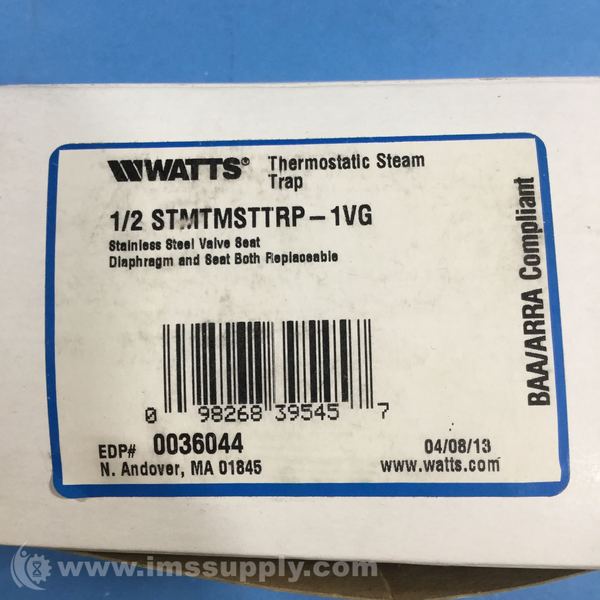 WATTS® Thermostatic Steam
Trap
1/2 STMTMSTTRP-1VG
Stainless Steel Valve Seat
Diaphragm and Seat Both Replaceable
BAA/ARRA Compliant
0 98268 39545 7
EDP# 0036044
04/08/13
N. Andover, MA 01845
www.watts.com
www.imssupply.com